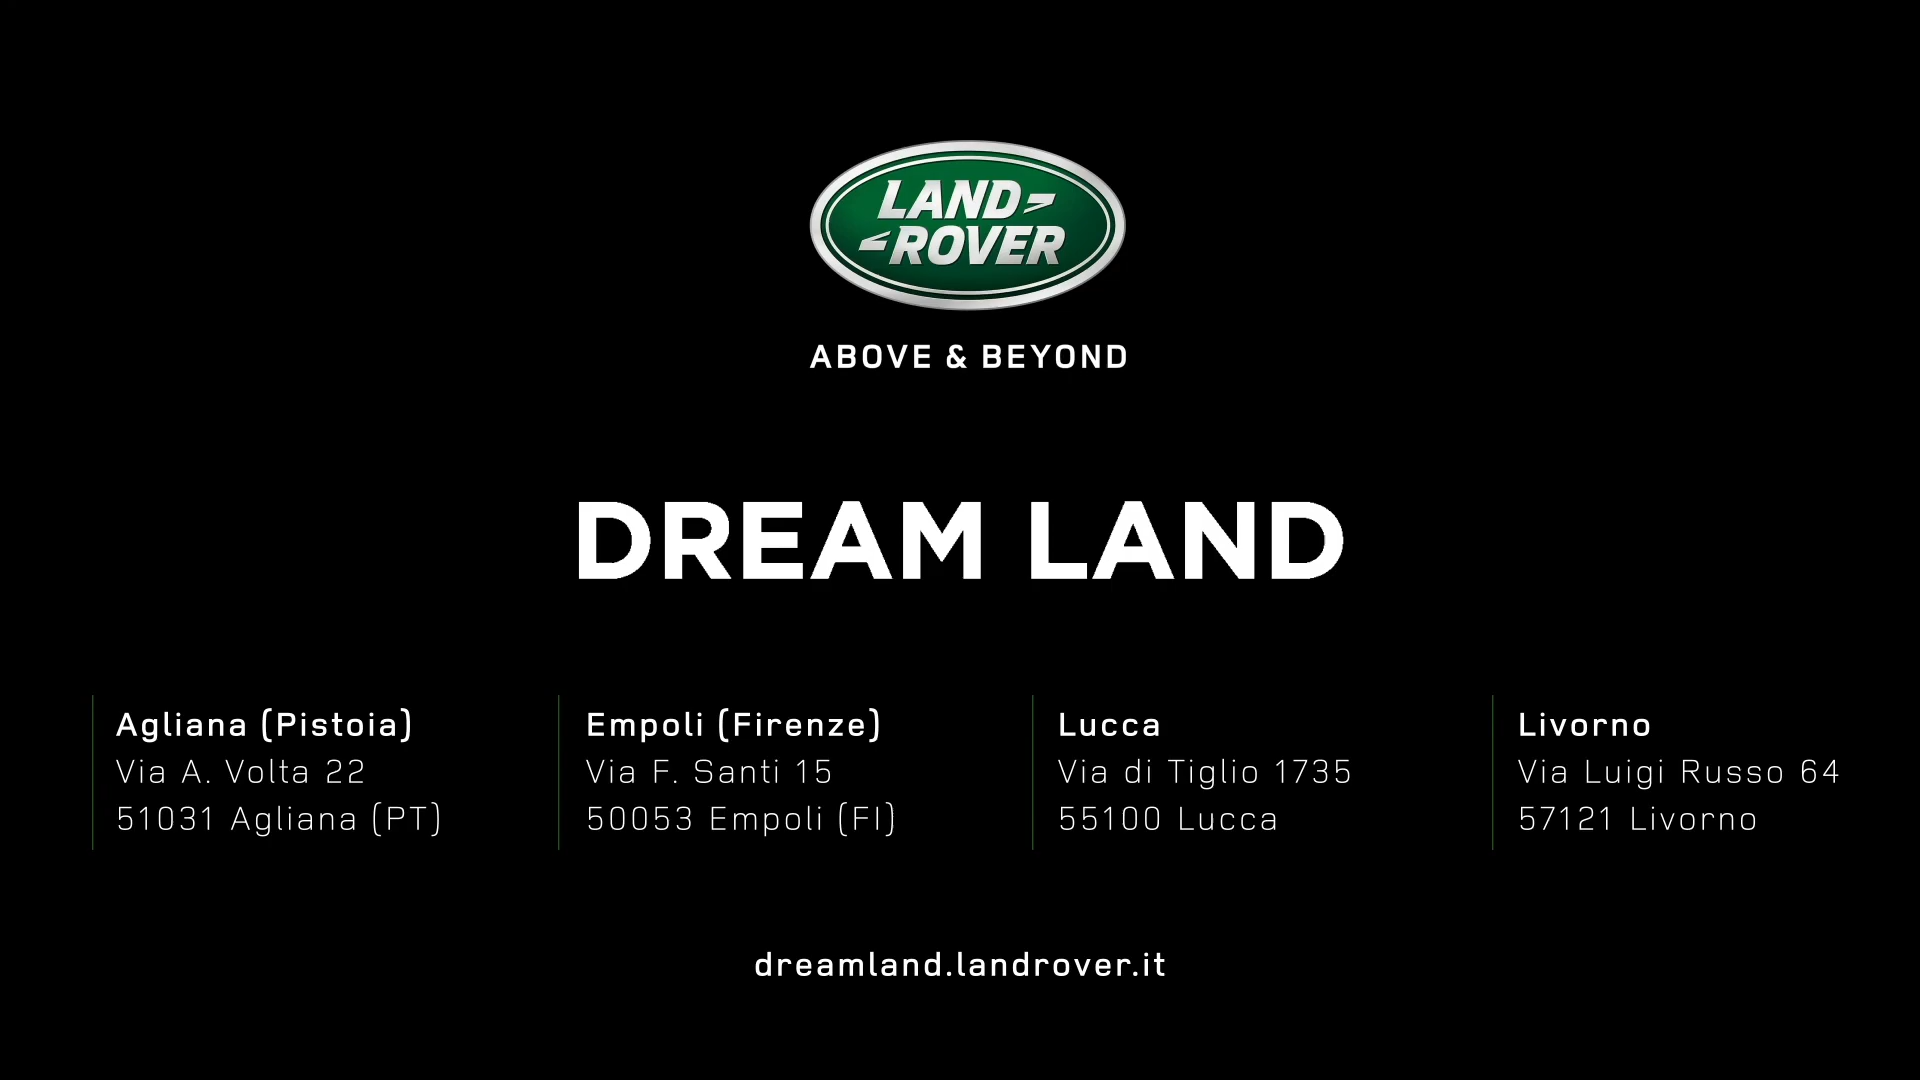 LAND
ROVER
ABOVE & BEYOND
DREAM LAND
Agliana (Pistoia)
Via A. Volta 22
51031 Agliana (PT)
Empoli (Firenze)
Via F. Santi 15
50053 Empoli (FI)
Lucca
Via di Tiglio 1735
55100 Lucca
Livorno
Via Luigi Russo 64
57121 Livorno
dreamland.landrover.it